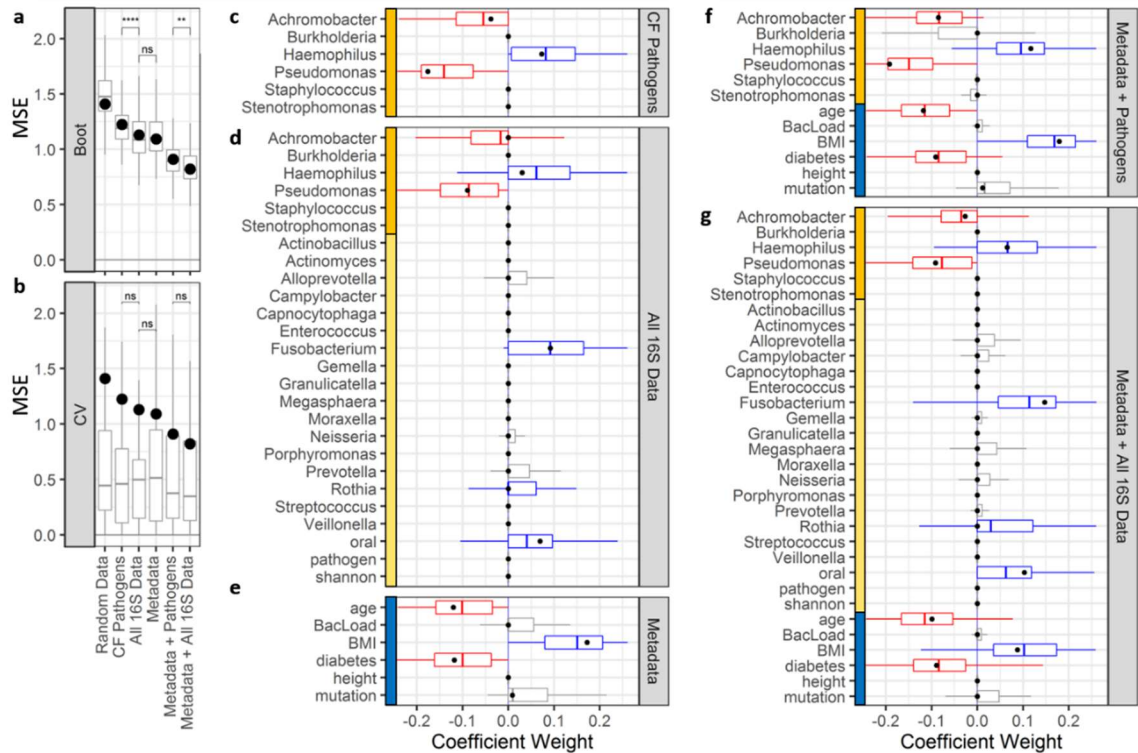 a
MSE
2.0
1.5
1.0
0.5
0.0
Boot
****
**
ns
b
MSE
2.0
1.5
1.0
0.5
0.0
CV
ns
ns
ns
Random Data
CF Pathogens
All 16S Data
Metadata
Metadata + Pathogens
Metadata + All 16S Data
c
Achromobacter
Burkholderia
Haemophilus
Pseudomonas
Staphylococcus
Stenotrophomonas
CF Pathogens
d
Achromobacter
Burkholderia
Haemophilus
Pseudomonas
Staphylococcus
Stenotrophomonas
Actinobacillus
Actinomyces
Alloprevotella
Campylobacter
Capnocytophaga
Enterococcus
Fusobacterium
Gemella
Granulicatella
Megasphaera
Moraxella
Neisseria
Porphyromonas
Prevotella
Rothia
Streptococcus
Veillonella
oral
pathogen
shannon
All 16S Data
e
age
BacLoad
BMI
diabetes
height
mutation
Metadata
-0.2 -0.1 0.0 0.1 0.2
Coefficient Weight
f
Achromobacter
Burkholderia
Haemophilus
Pseudomonas
Staphylococcus
Stenotrophomonas
age
BacLoad
BMI
diabetes
height
mutation
Metadata + Pathogens
g
Achromobacter
Burkholderia
Haemophilus
Pseudomonas
Staphylococcus
Stenotrophomonas
Actinobacillus
Actinomyces
Alloprevotella
Campylobacter
Capnocytophaga
Enterococcus
Fusobacterium
Gemella
Granulicatella
Megasphaera
Moraxella
Neisseria
Porphyromonas
Prevotella
Rothia
Streptococcus
Veillonella
oral
pathogen
shannon
age
BacLoad
BMI
diabetes
height
mutation
Metadata + All 16S Data
-0.2 -0.1 0.0 0.1 0.2
Coefficient Weight